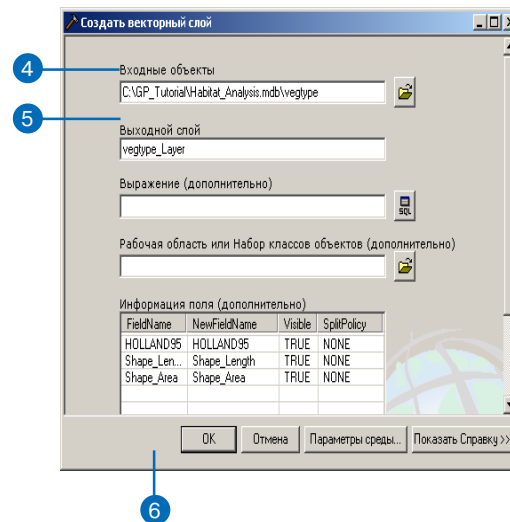 Создать векторный слой
4
Входные объекты
C:\GP_Tutorial\Habitat_Analysis.mdb\vegtype
5
Выходной слой
vegtype_Layer
Выражение (дополнительно)
SQL
Рабочая область или Набор классов объектов (дополнительно)
Информация поля (дополнительно)
FieldName NewFieldName Visible SplitPolicy
HOLLAND95 HOLLAND95 TRUE NONE
Shape_Len... Shape_Length TRUE NONE
Shape_Area Shape_Area TRUE NONE
OK Отмена Параметры среды... Показать Справку >>
6